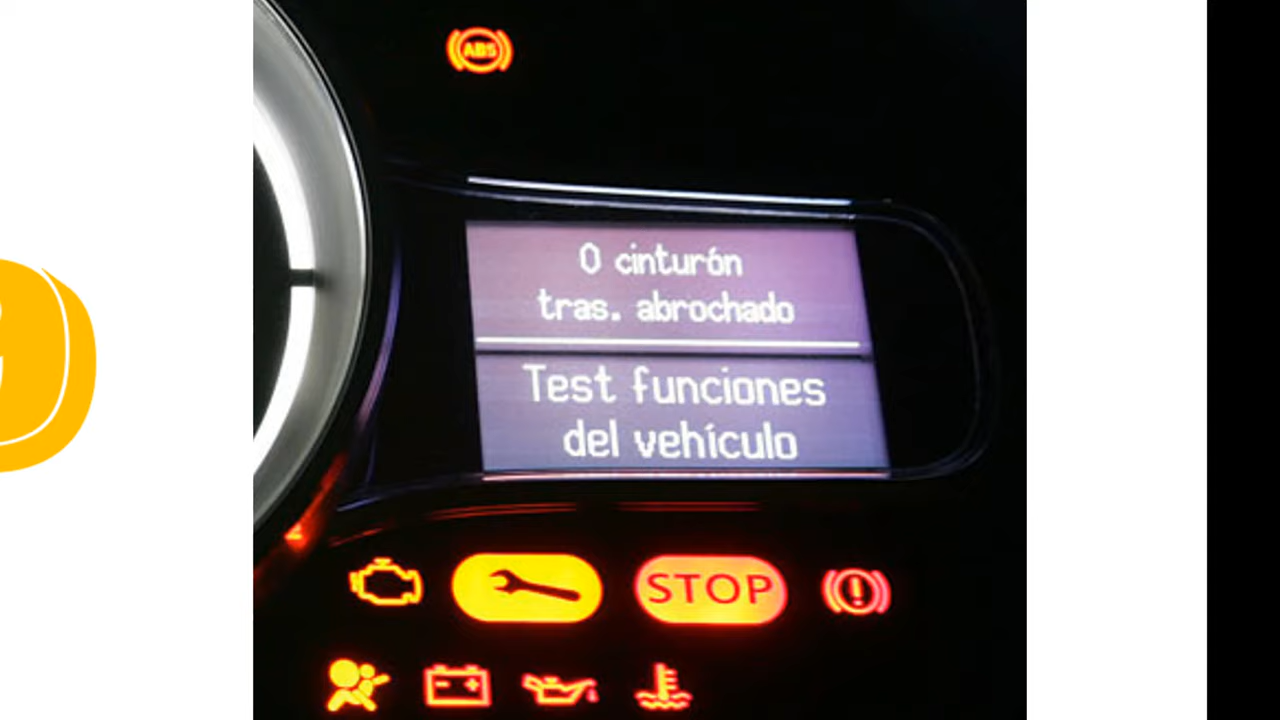 ABS
0 cinturón
tras. abrochado
Test funciones
del vehículo
STOP